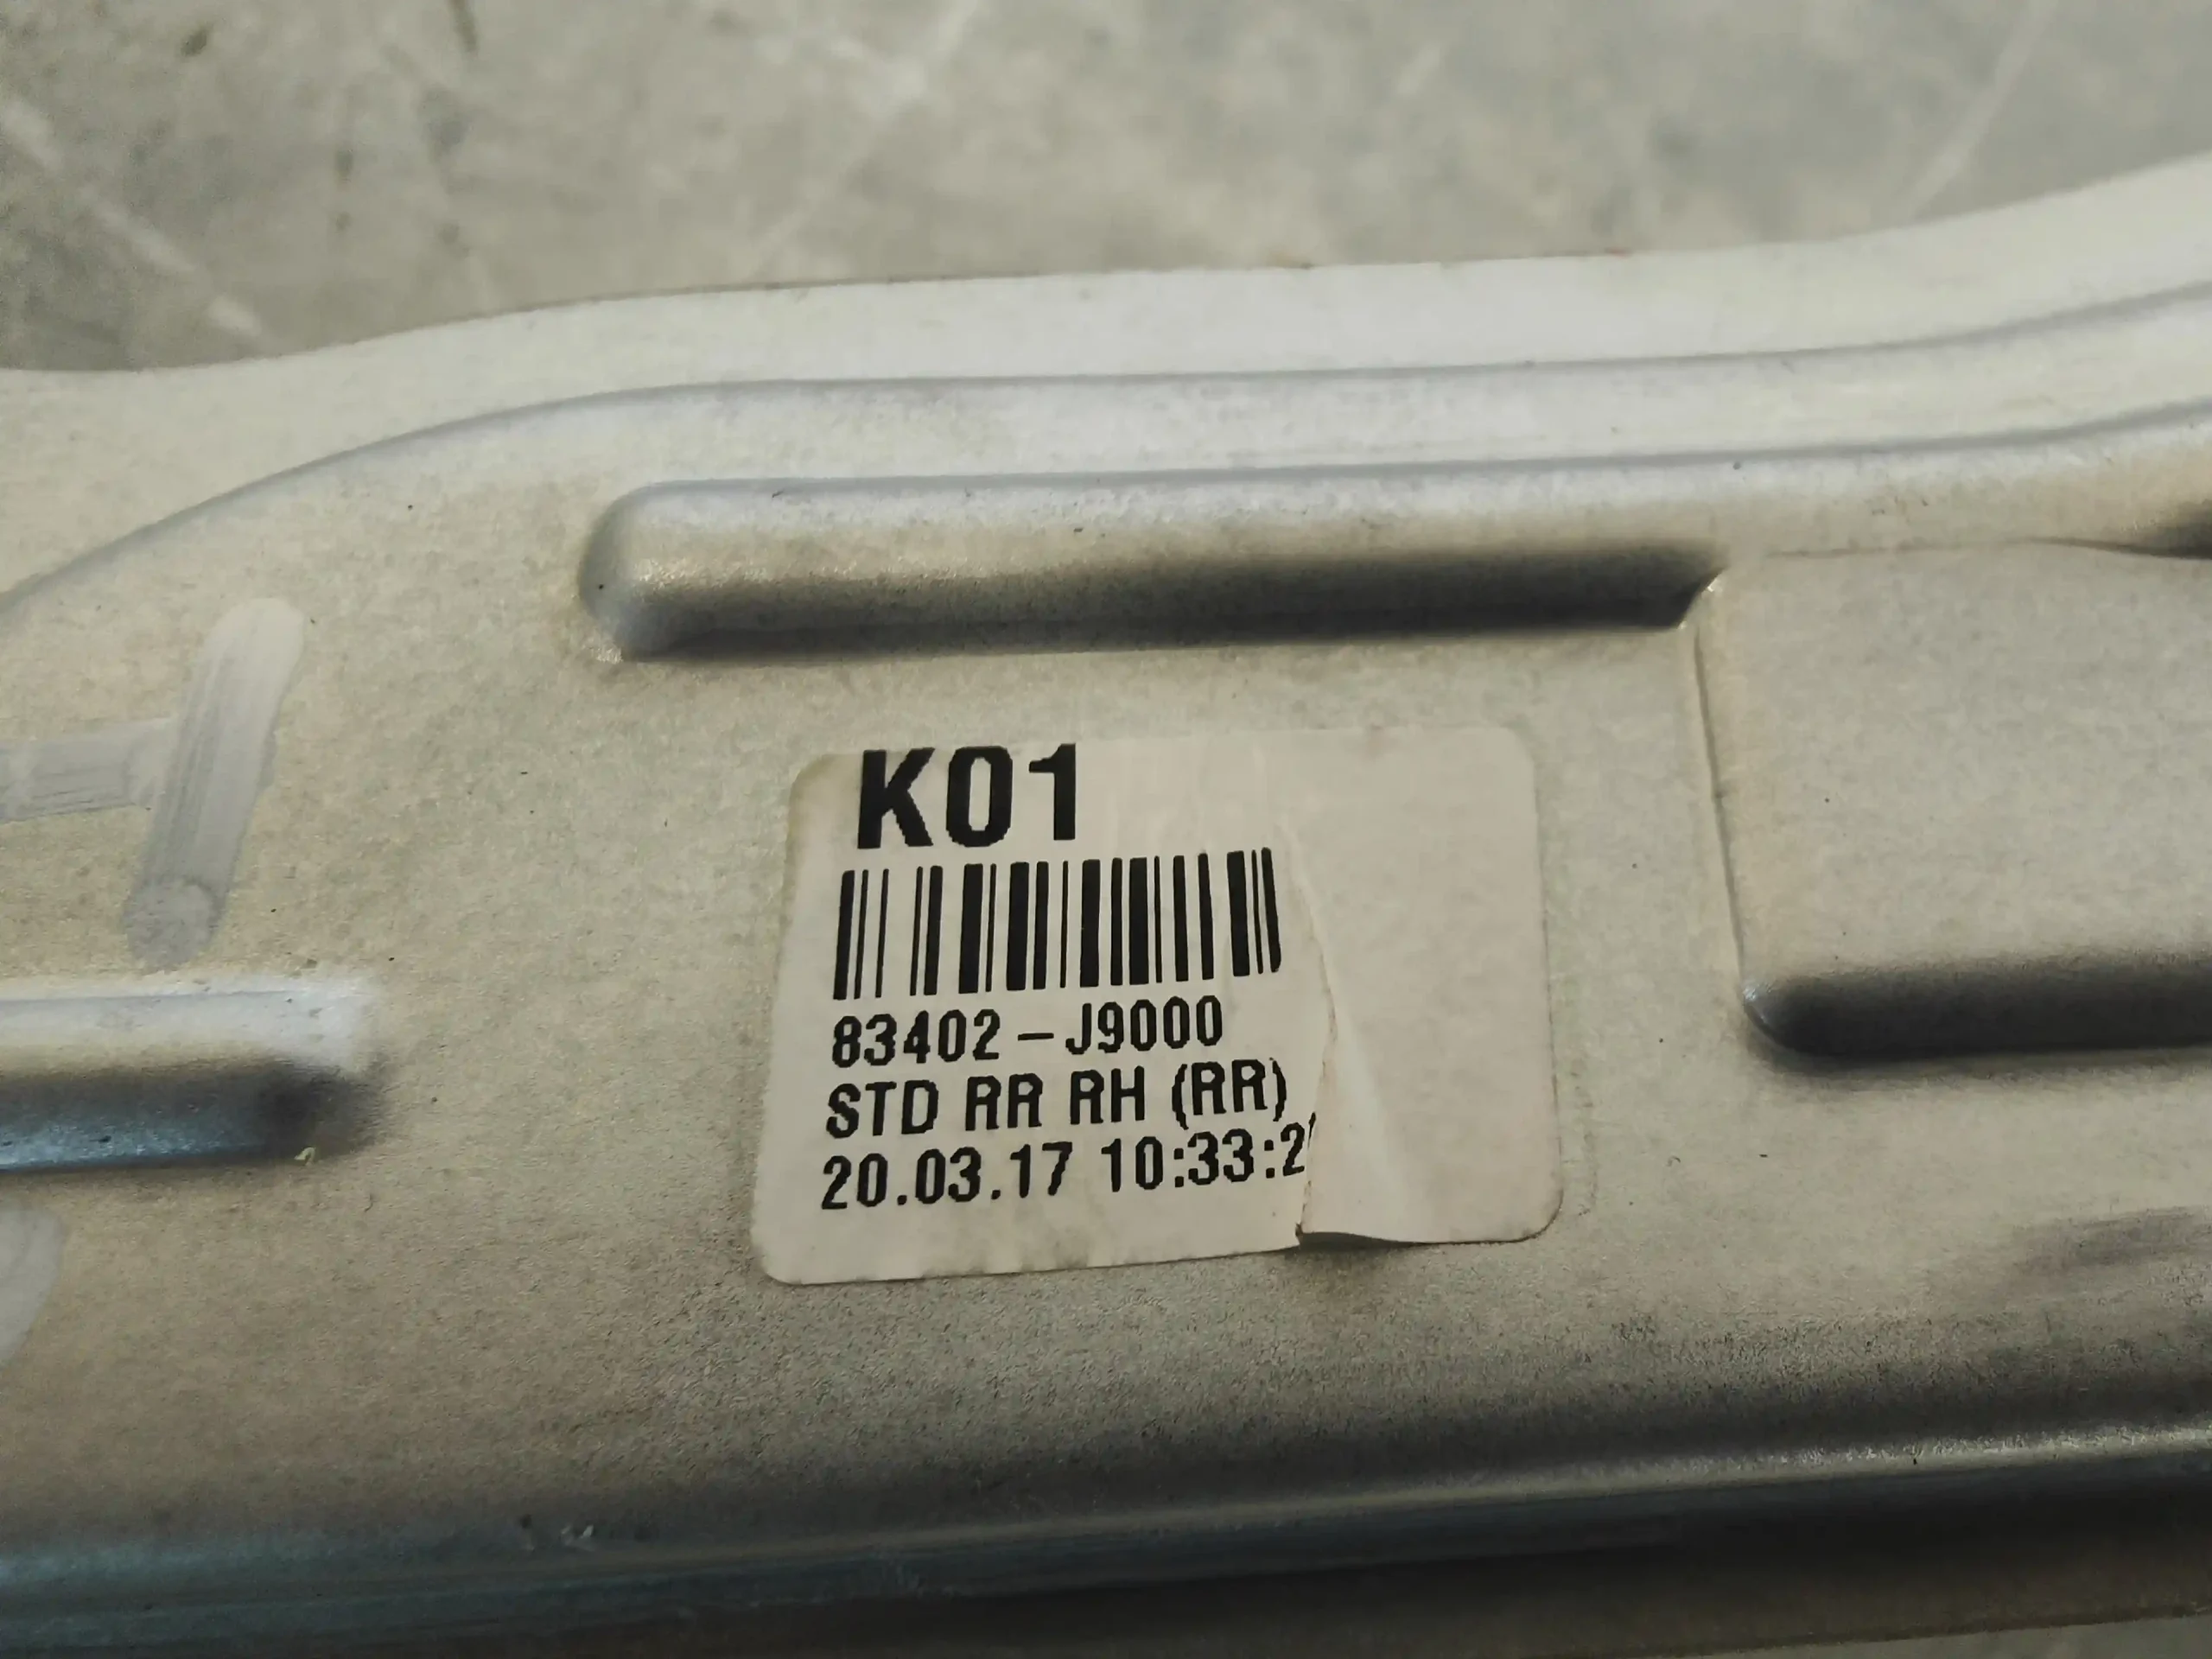 K01
83402-J9000
STD RR RH (RR)
20.03.17 10:33:2